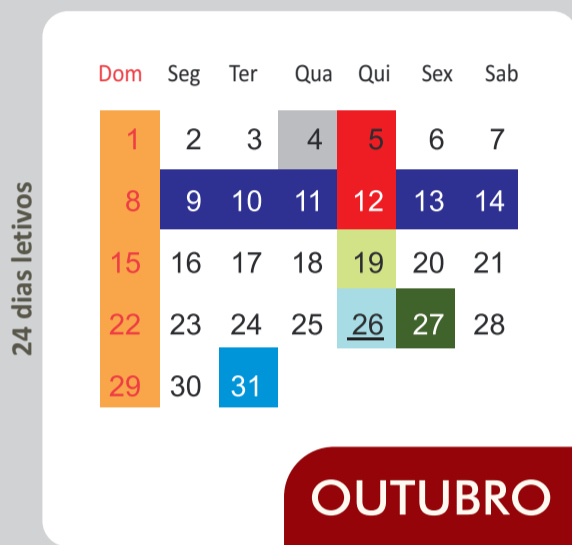 24 dias letivos
Dom Seg Ter Qua Qui Sex Sab
1 2 3 4 5 6 7
8 9 10 11 12 13 14
15 16 17 18 19 20 21
22 23 24 25 26 27 28
29 30 31
OUTUBRO